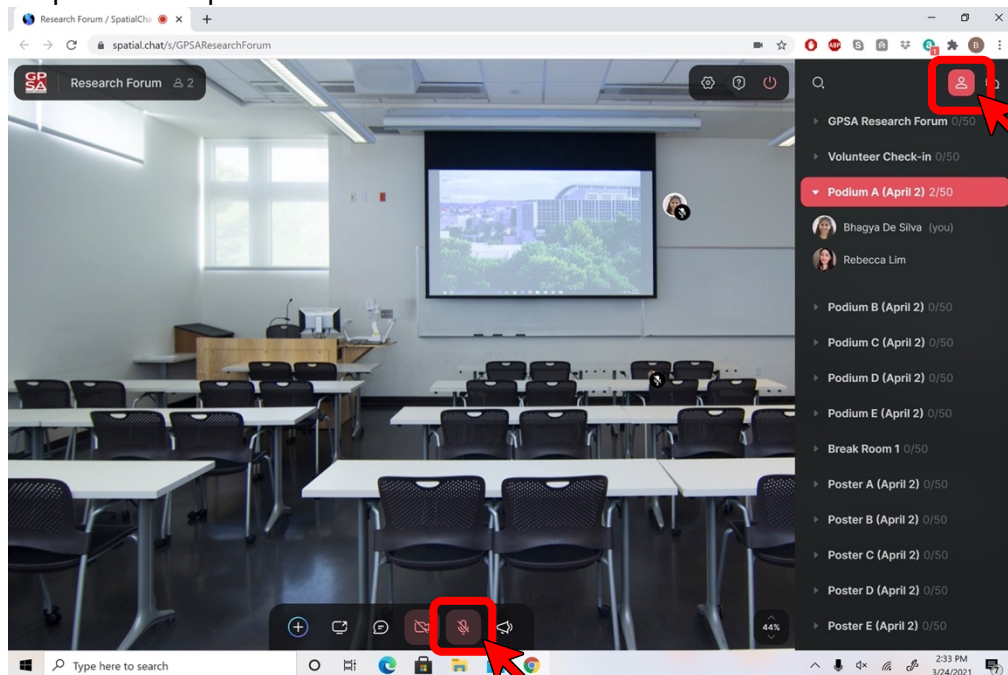 Research Forum / SpatialCha
spatial.chat/s/GPSAResearchForum
ABP
S
B
GP
SA
Research Forum 2
GPSA Research Forum 0/50
Volunteer Check-in 0/50
Podium A (April 2) 2/50
Bhagya De Silva (you)
Rebecca Lim
Podium B (April 2) 0/50
Podium C (April 2) 0/50
Podium D (April 2) 0/50
Podium E (April 2) 0/50
Break Room 1 0/50
Poster A (April 2) 0/50
Poster B (April 2) 0/50
Poster C (April 2) 0/50
Poster D (April 2) 0/50
Poster E (April 2) 0/50
44%
Type here to search
2:33 PM
3/24/2021